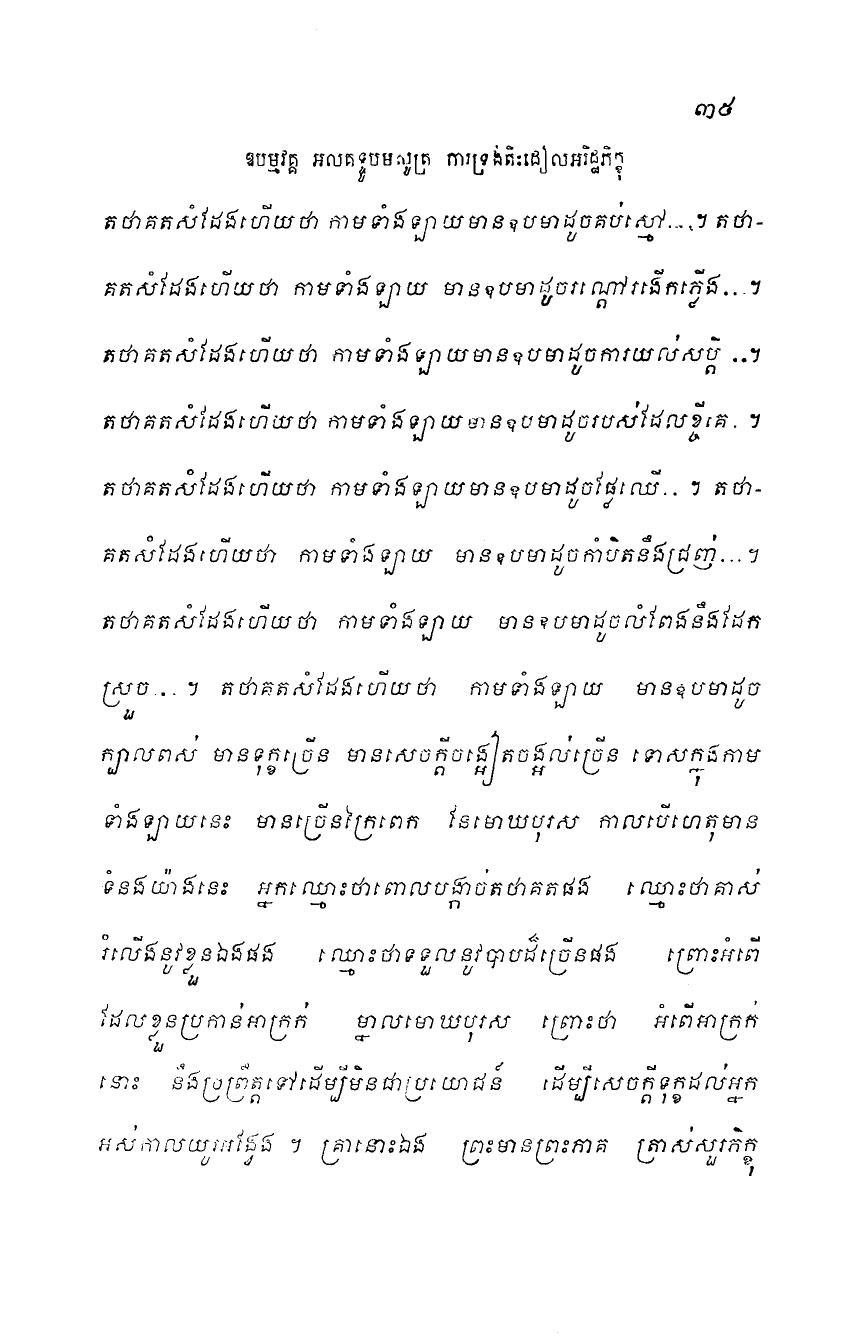 ៣៥
ឱបម្មវគ្គ អលគទ្ទូបមសូត្រ ការទ្រង់តិះដៀលអរិដ្ឋភិក្ខុ
តថាគតសំដែងហើយថា កាមទាំងឡាយមានឧបមាដូចគប់ស្មៅ...។ តថា-
គតសំដែងហើយថា កាមទាំងឡាយ មានឧបមាដូចរណ្តៅរងើកភ្លើង...។
តថាគតសំដែងហើយថា កាមទាំងឡាយមានឧបមាដូចការយល់សប្តិ ..។
តថាគតសំដែងហើយថា កាមទាំងឡាយមានឧបមាដូចរបស់ដែលខ្ចីគេ. ។
តថាគតសំដែងហើយថា កាមទាំងឡាយមានឧបមាដូចផ្លែឈើ.. ។ តថា-
គតសំដែងហើយថា កាមទាំងឡាយ មានឧបមាដូចកាំបិតនឹងជ្រញ់...។
តថាគតសំដែងហើយថា កាមទាំងឡាយ មានឧបមាដូចលំពែងនឹងដែក
ស្រួច... ។ តថាគតសំដែងហើយថា កាមទាំងឡាយ មានឧបមាដូច
ក្បាលពស់ មានទុក្ខច្រើន មានសេចក្តីចង្អៀតចង្អល់ច្រើន ទោសក្នុងកាម
ទាំងឡាយនេះ មានច្រើនក្រៃពេក នែមោឃបុរស កាលបើហេតុមាន
ទំនងយ៉ាងនេះ អ្នកឈ្មោះថាពោលបង្កាច់តថាគតផង ឈ្មោះថាគាស់
រំលើងនូវខ្លួនឯងផង ឈ្មោះថាទទួលនូវបាបដ៏ច្រើនផង ព្រោះអំពើ
ដែលខ្លួនប្រកាន់អាក្រក់ ម្នាលមោឃបុរស ព្រោះថា អំពើអាក្រក់
នោះ នឹងប្រព្រឹត្តទៅដើម្បីមិនជាប្រយោជន៍ ដើម្បីសេចក្តីទុក្ខដល់អ្នក
អស់កាលយូរអង្វែង ។ គ្រានោះឯង ព្រះមានព្រះភាគ ត្រាស់សួរភិក្ខុ